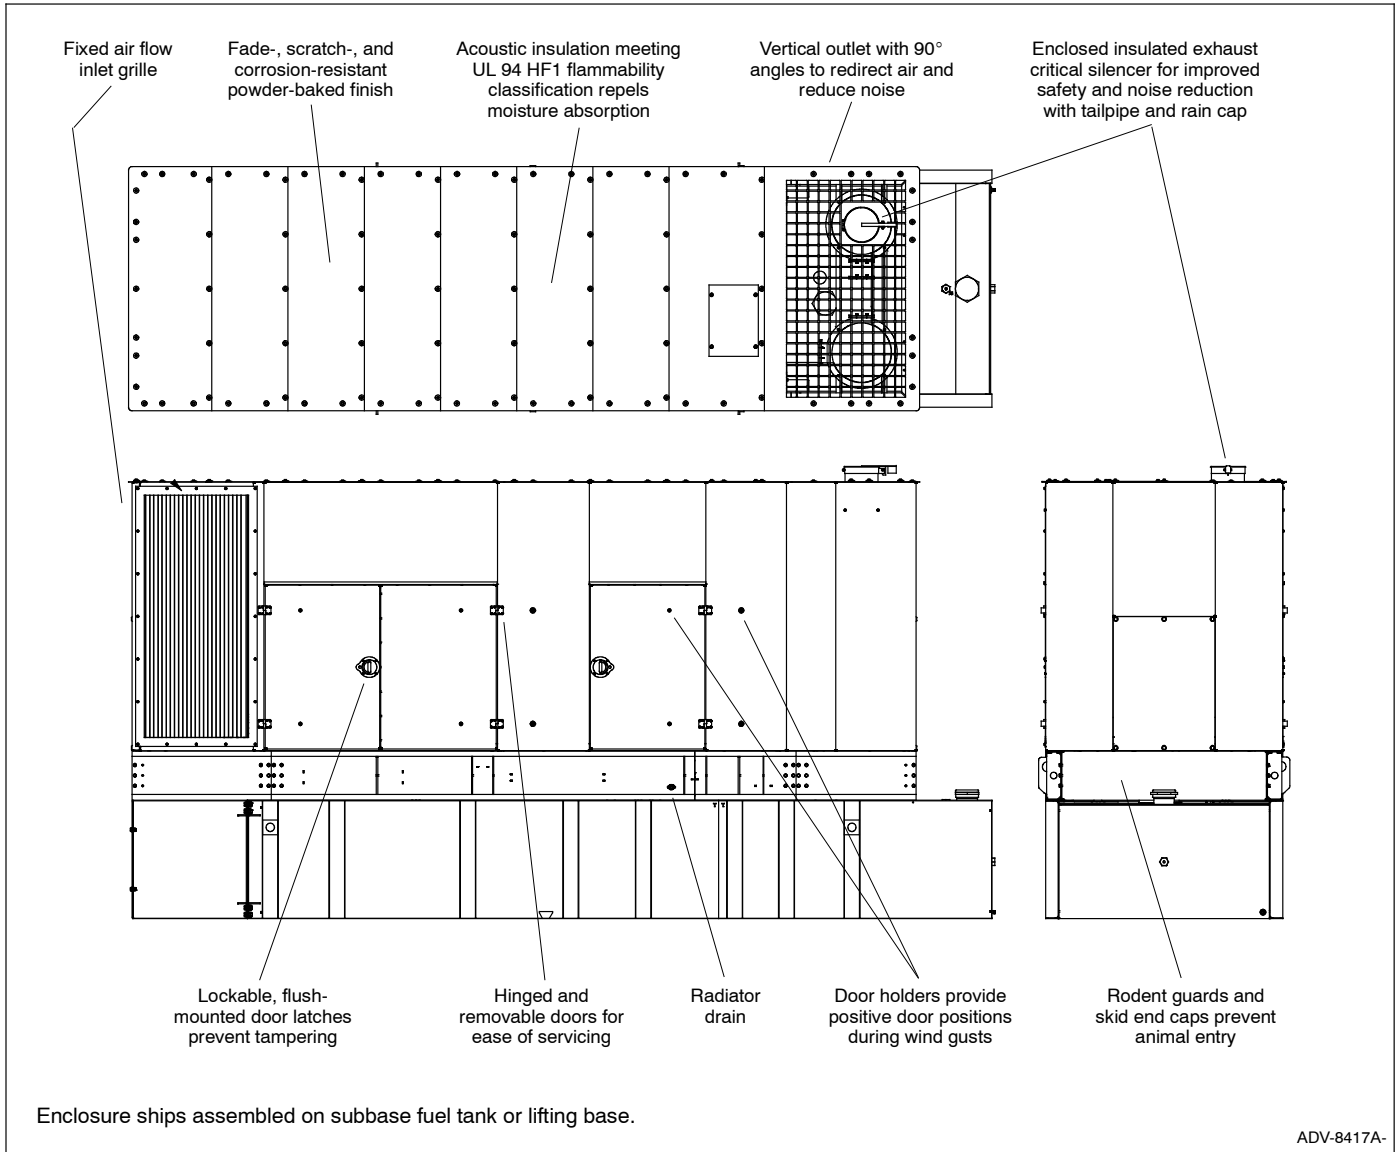 Fixed air flow
inlet grille
Fade-, scratch-, and
corrosion-resistant
powder-baked finish
Acoustic insulation meeting
UL 94 HF1 flammability
classification repels
moisture absorption
Vertical outlet with 90°
angles to redirect air and
reduce noise
Enclosed insulated exhaust
critical silencer for improved
safety and noise reduction
with tailpipe and rain cap
Lockable, flush-
mounted door latches
prevent tampering
Hinged and
removable doors for
ease of servicing
Radiator
drain
Door holders provide
positive door positions
during wind gusts
Rodent guards and
skid end caps prevent
animal entry
Enclosure ships assembled on subbase fuel tank or lifting base.
ADV-8417A-